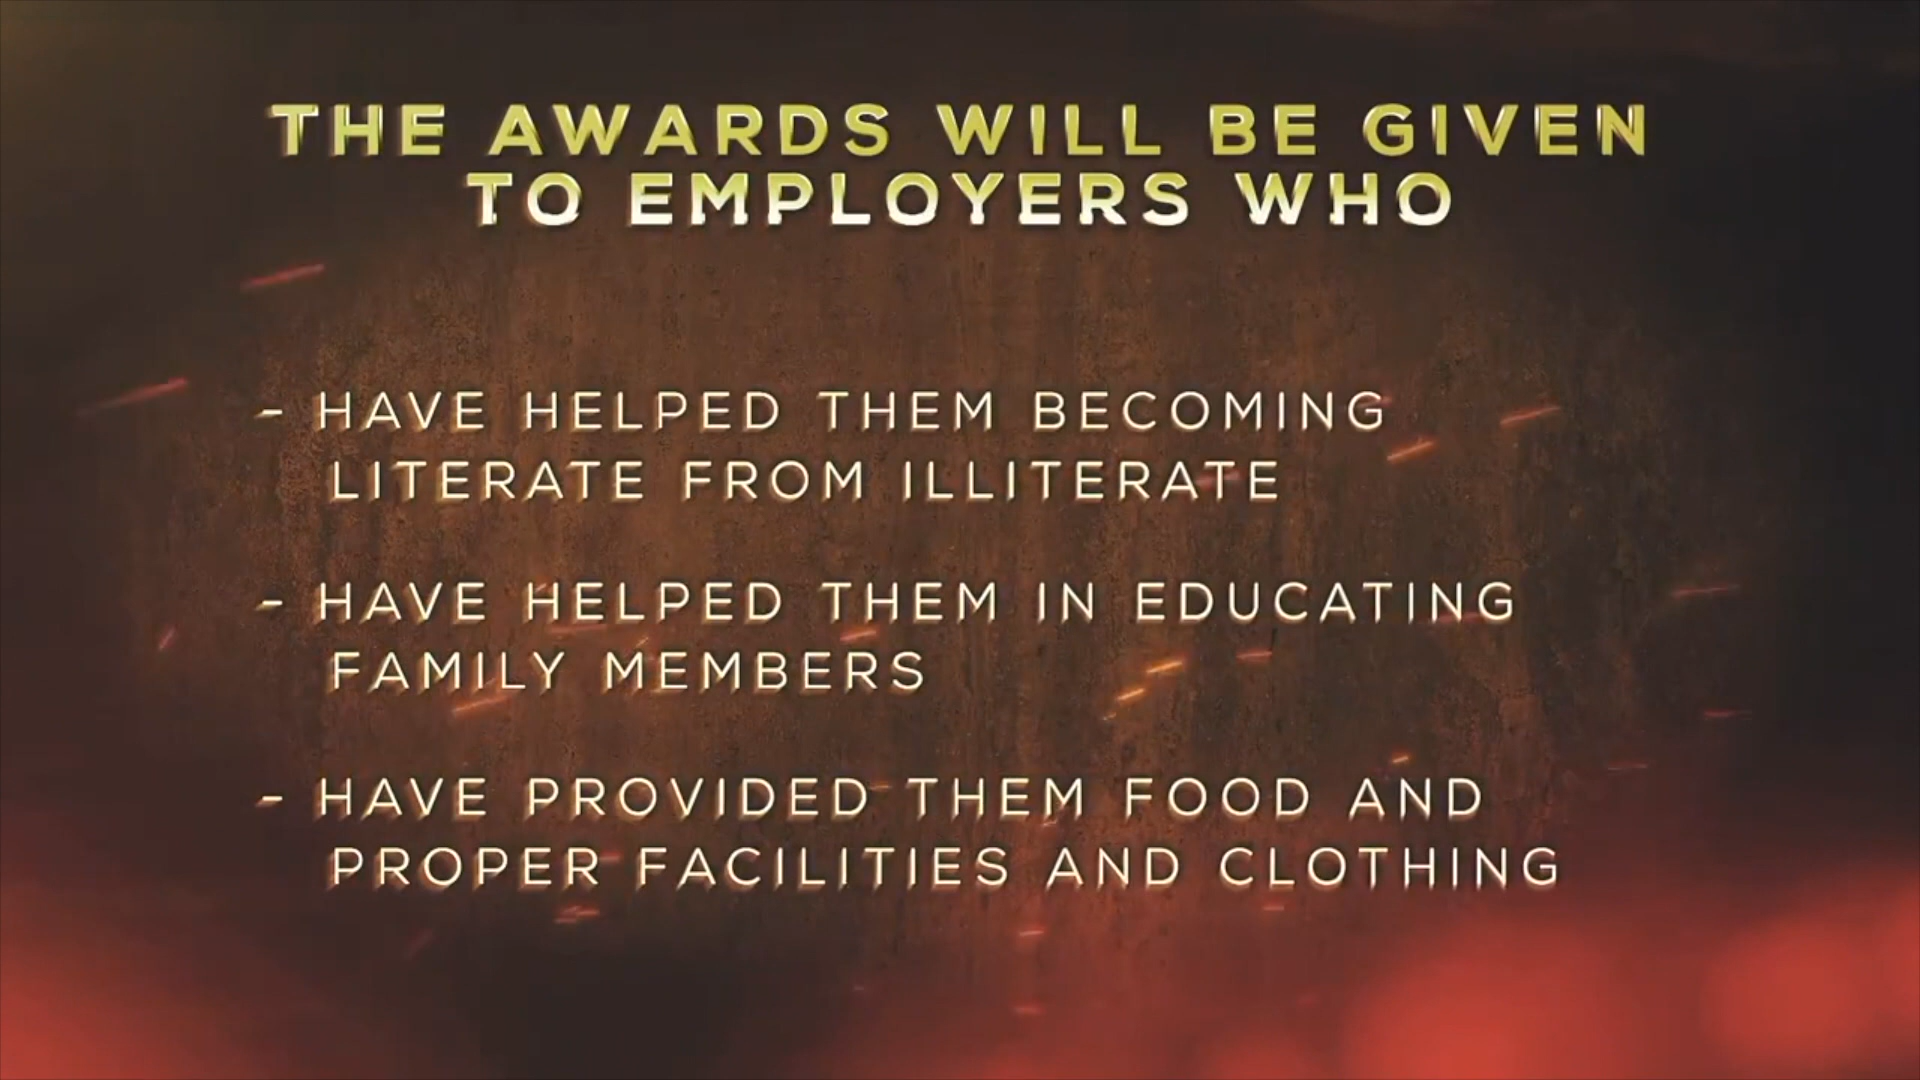 THE AWARDS WILL BE GIVEN
TO EMPLOYERS WHO
- HAVE HELPED THEM BECOMING
LITERATE FROM ILLITERATE
- HAVE HELPED THEM IN EDUCATING
FAMILY MEMBERS
- HAVE PROVIDED THEM FOOD AND
PROPER FACILITIES AND CLOTHING